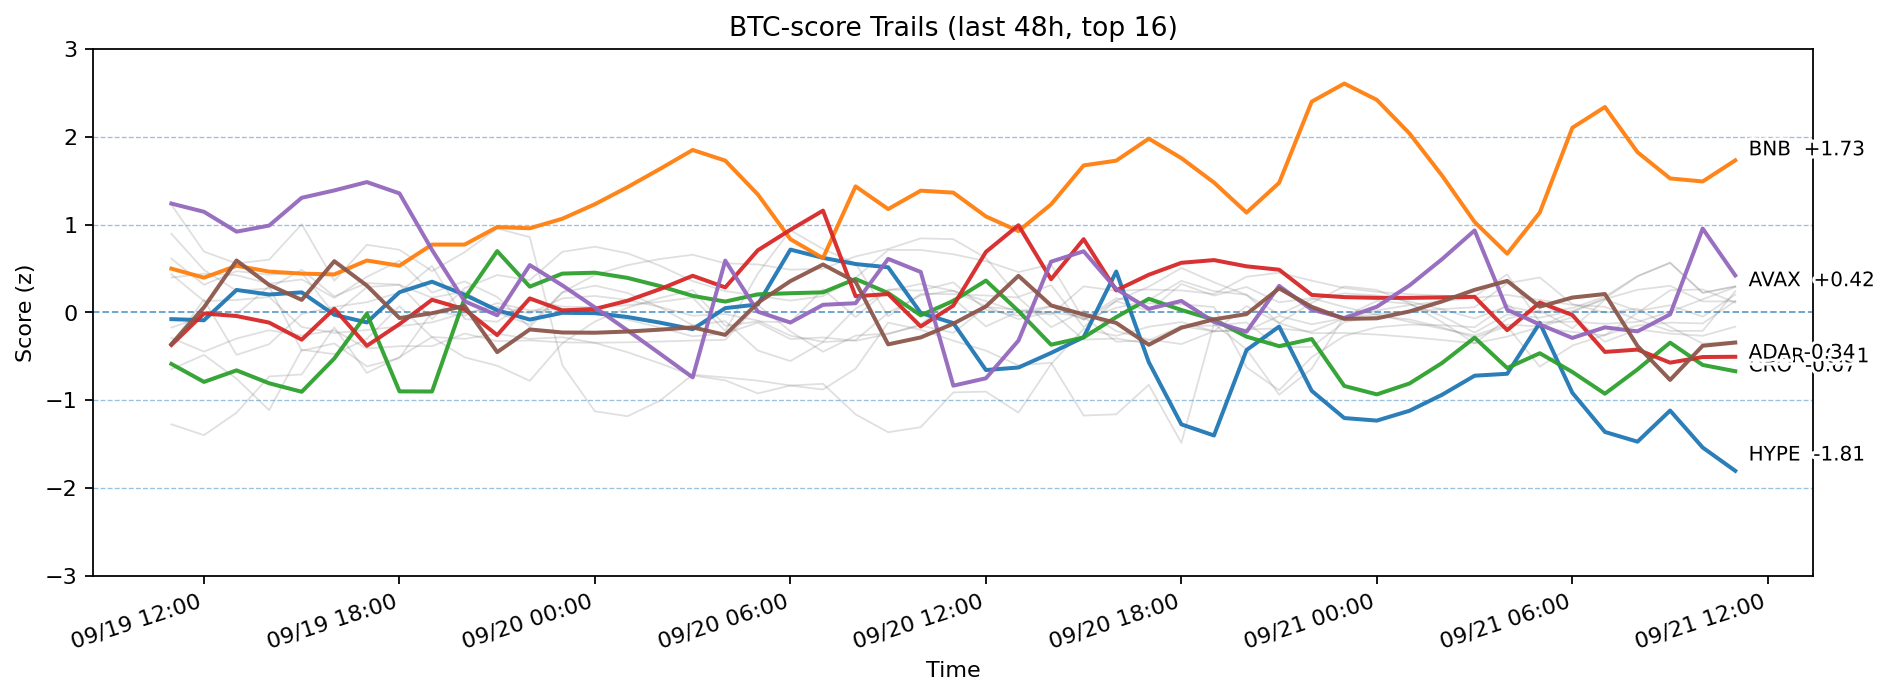 BTC-score Trails (last 48h, top 16)
Score (z)
3
2
1
0
−1
−2
−3
BNB +1.73
AVAX +0.42
ADA -0.34
CRO -0.67
HYPE -1.81
09/19 12:00
09/19 18:00
09/20 00:00
09/20 06:00
09/20 12:00
09/20 18:00
09/21 00:00
09/21 06:00
09/21 12:00
Time